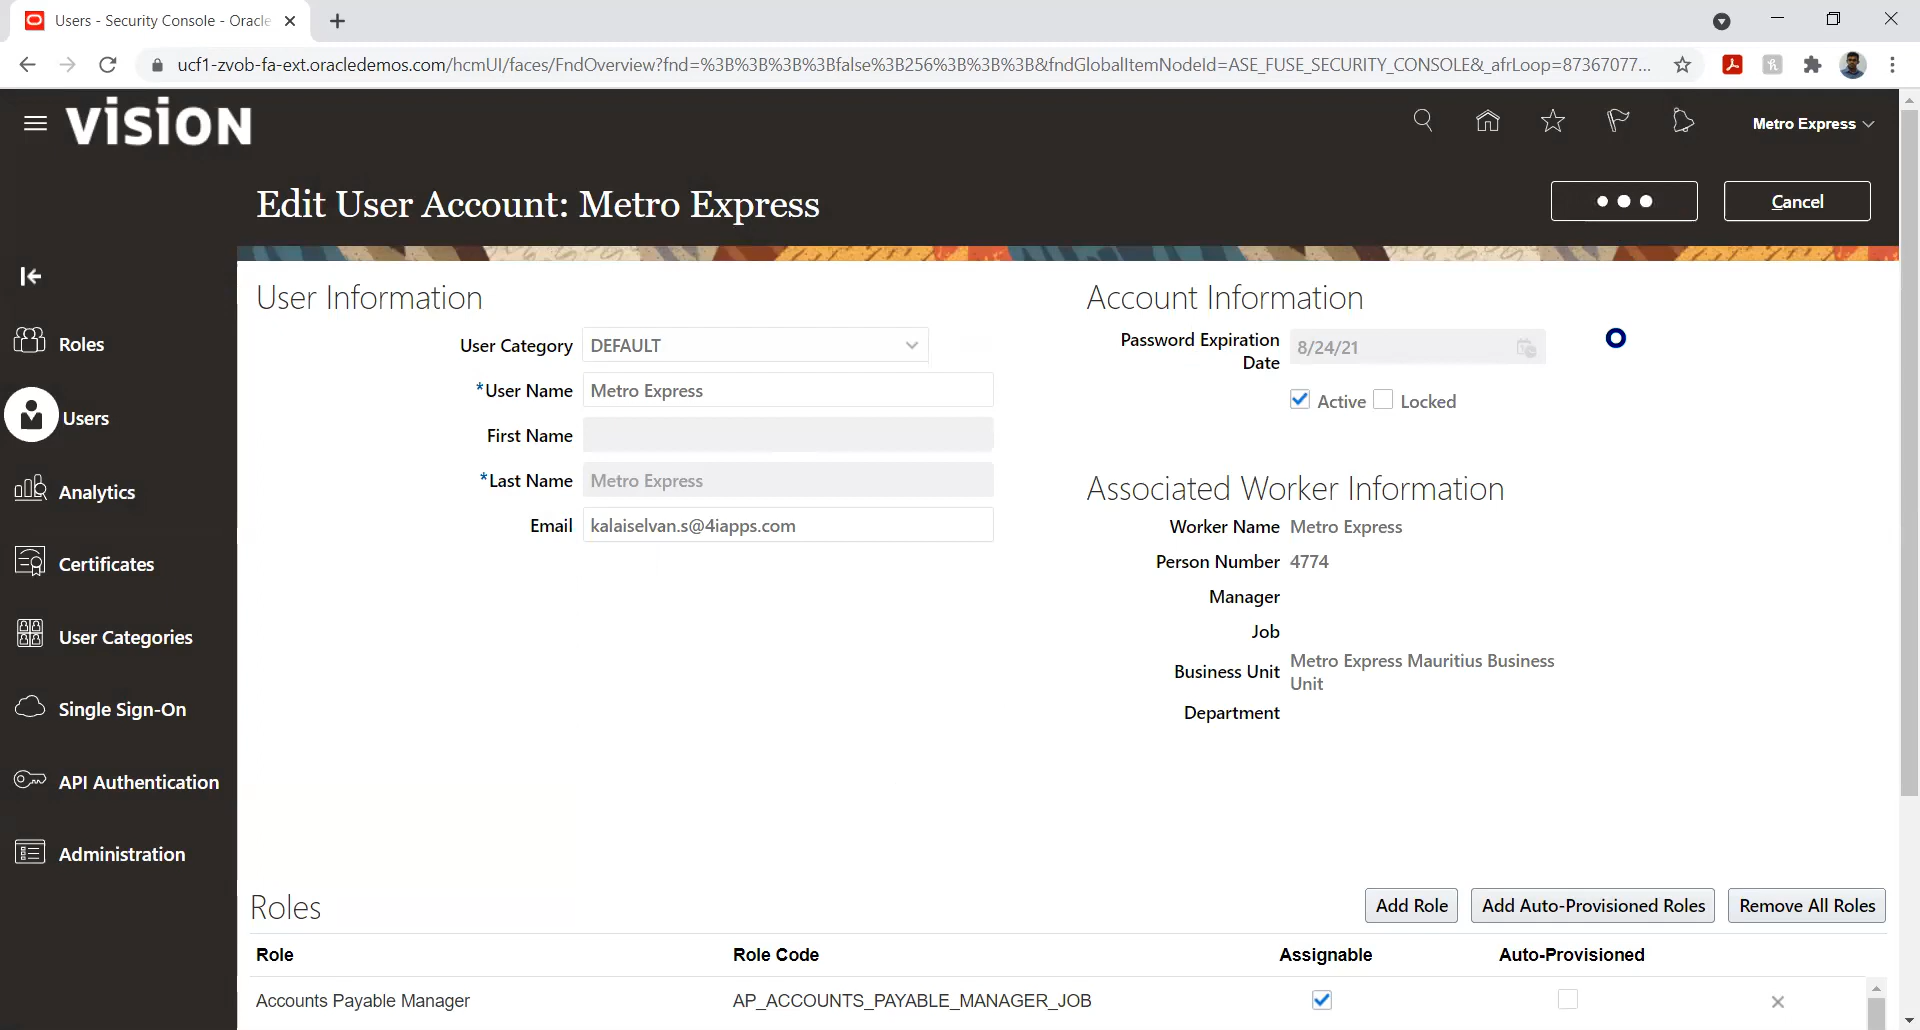 Users - Security Console - Oracle
ucf1-zvob-fa-ext.oracledemos.com/hcmUI/faces/FndOverview?fnd=%3B%3B%3B%3Bfalse%3B256%3B%3B%3B&fndGlobalItemNodeId=ASE_FUSE_SECURITY_CONSOLE&_afrLoop=87367077...
VISION
Metro Express
Edit User Account: Metro Express
Cancel
Roles
Users
Analytics
Certificates
User Categories
Single Sign-On
API Authentication
Administration
User Information
User Category DEFAULT
*User Name Metro Express
First Name
*Last Name Metro Express
Email kalaiselvan.s@4iapps.com
Account Information
Password Expiration
Date
8/24/21
Active Locked
Associated Worker Information
Worker Name Metro Express
Person Number 4774
Manager
Job
Business Unit Metro Express Mauritius Business
Unit
Department
Roles
Add Role Add Auto-Provisioned Roles Remove All Roles
Role Role Code Assignable Auto-Provisioned
Accounts Payable Manager AP_ACCOUNTS_PAYABLE_MANAGER_JOB